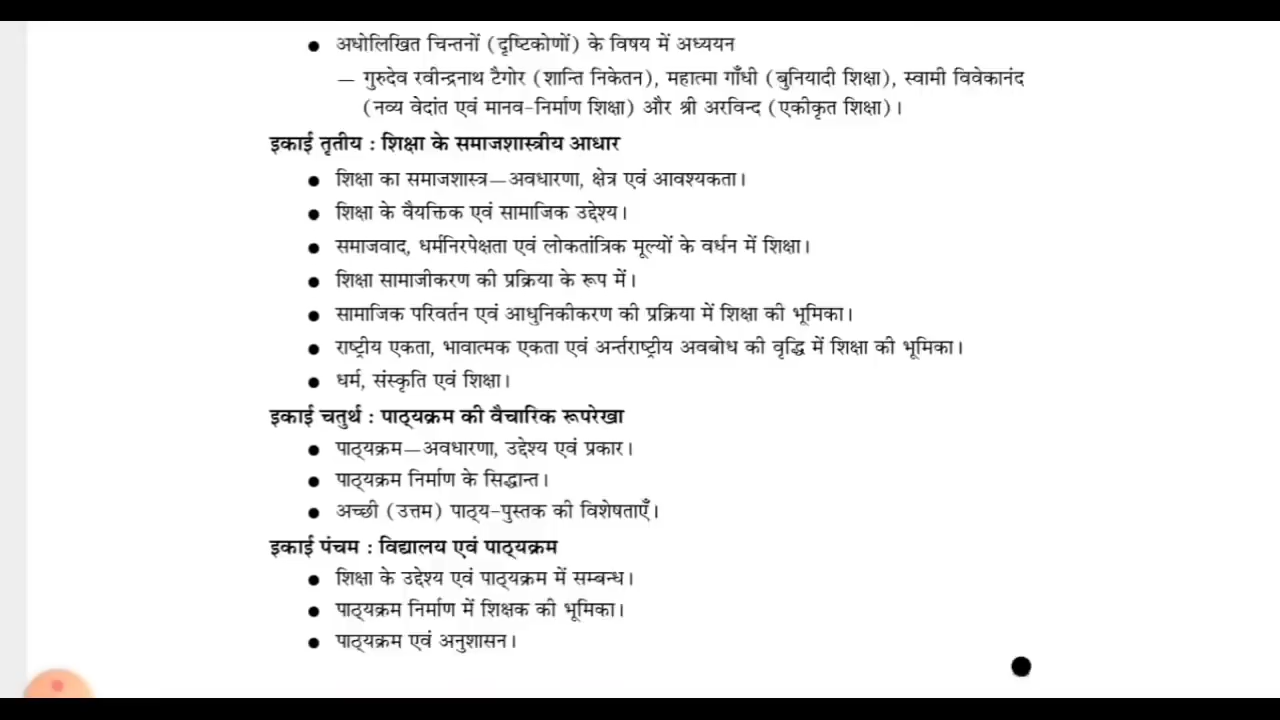 ● अधोलिखित चिन्तनों (दृष्टिकोणों) के विषय में अध्ययन
— गुरुदेव रवीन्द्रनाथ टैगोर (शान्ति निकेतन), महात्मा गाँधी (बुनियादी शिक्षा), स्वामी विवेकानंद
(नव्य वेदांत एवं मानव-निर्माण शिक्षा) और श्री अरविन्द (एकीकृत शिक्षा)।
इकाई तृतीय : शिक्षा के समाजशास्त्रीय आधार
● शिक्षा का समाजशास्त्र—अवधारणा, क्षेत्र एवं आवश्यकता।
● शिक्षा के वैयक्तिक एवं सामाजिक उद्देश्य।
● समाजवाद, धर्मनिरपेक्षता एवं लोकतांत्रिक मूल्यों के वर्धन में शिक्षा।
● शिक्षा सामाजीकरण की प्रक्रिया के रूप में।
● सामाजिक परिवर्तन एवं आधुनिकीकरण की प्रक्रिया में शिक्षा की भूमिका।
● राष्ट्रीय एकता, भावात्मक एकता एवं अर्न्तराष्ट्रीय अवबोध की वृद्धि में शिक्षा की भूमिका।
● धर्म, संस्कृति एवं शिक्षा।
इकाई चतुर्थ : पाठ्यक्रम की वैचारिक रूपरेखा
● पाठ्यक्रम—अवधारणा, उद्देश्य एवं प्रकार।
● पाठ्यक्रम निर्माण के सिद्धान्त।
● अच्छी (उत्तम) पाठ्य-पुस्तक की विशेषताएँ।
इकाई पंचम : विद्यालय एवं पाठ्यक्रम
● शिक्षा के उद्देश्य एवं पाठ्यक्रम में सम्बन्ध।
● पाठ्यक्रम निर्माण में शिक्षक की भूमिका।
● पाठ्यक्रम एवं अनुशासन।